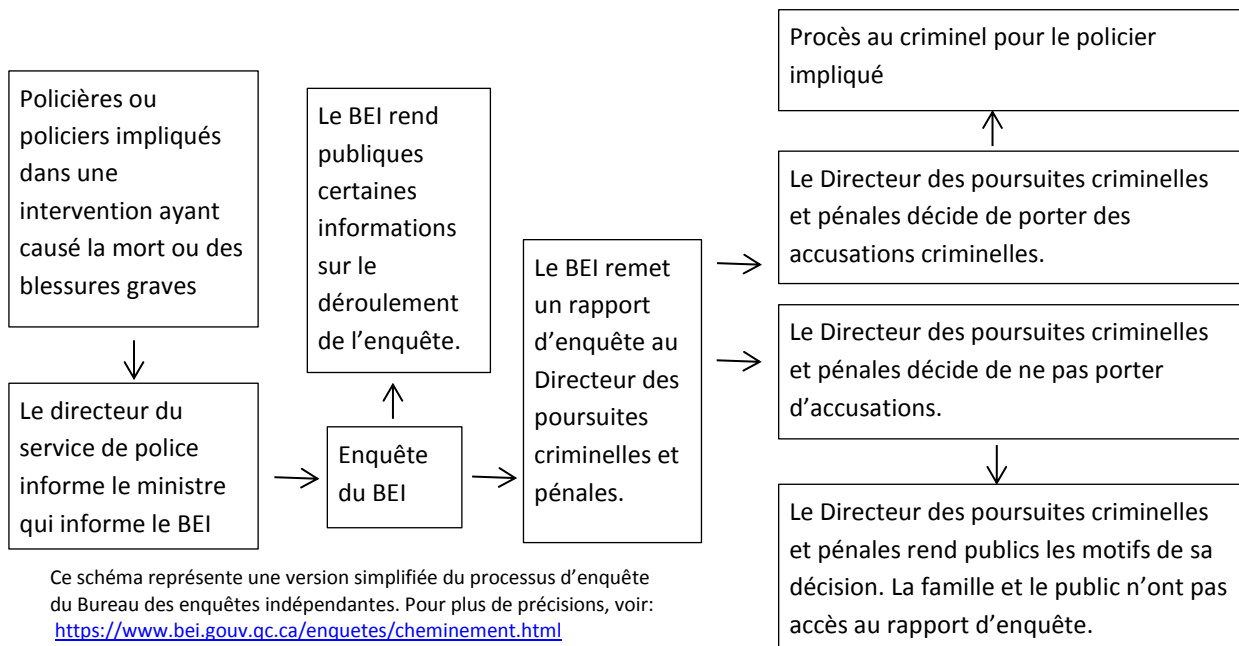 Policières ou
policiers impliqués
dans une
intervention ayant
causé la mort ou des
blessures graves
Le directeur du
service de police
informe le ministre
qui informe le BEI
Le BEI rend
publiques
certaines
informations
sur le
déroulement
de l’enquête.
Enquête
du BEI
Le BEI remet
un rapport
d’enquête au
Directeur des
poursuites
criminelles et
pénales.
Procès au criminel pour le policier
impliqué
Le Directeur des poursuites criminelles
et pénales décide de porter des
accusations criminelles.
Le Directeur des poursuites criminelles
et pénales décide de ne pas porter
d’accusations.
Le Directeur des poursuites criminelles
et pénales rend publics les motifs de sa
décision. La famille et le public n’ont pas
accès au rapport d’enquête.
Ce schéma représente une version simplifiée du processus d’enquête
du Bureau des enquêtes indépendantes. Pour plus de précisions, voir:
https://www.bei.gouv.qc.ca/enquetes/cheminement.html